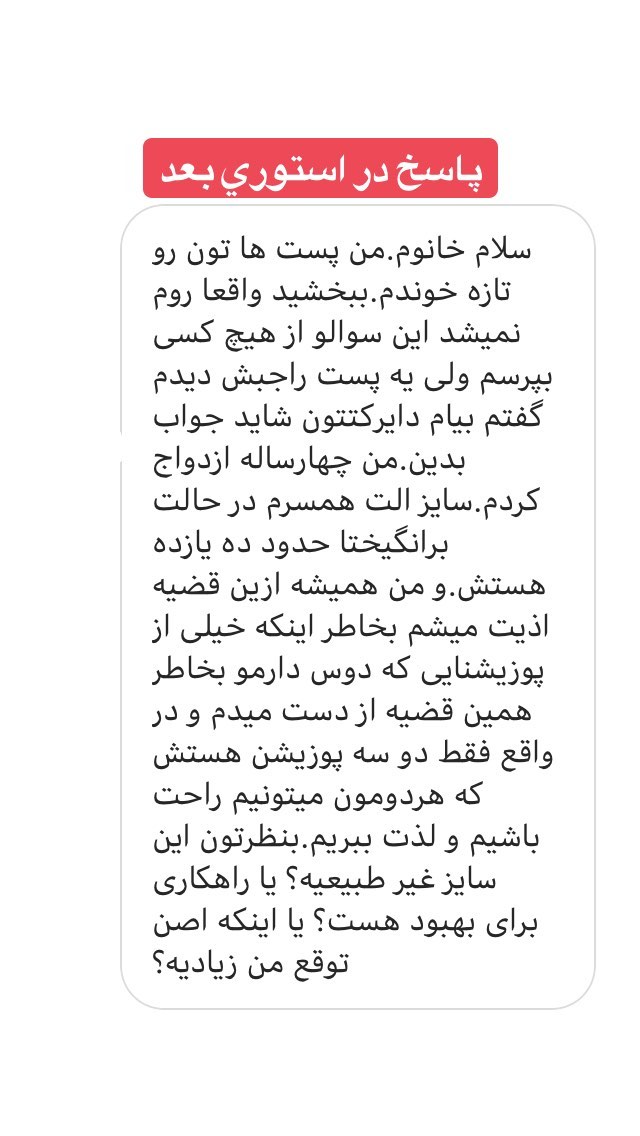 پاسخ در استوري بعد
سلام خانوم.من پست ها تون رو
تازه خوندم.ببخشید واقعا روم
نمیشد این سوالو از هیچ کسی
بپرسم ولی یه پست راجبش دیدم
گفتم بیام دایرکتتون شاید جواب
بدین.من چهارساله ازدواج
کردم.سایز الت همسرم در حالت
برانگیختا حدود ده یازده
هستش.و من همیشه ازین قضیه
اذیت میشم بخاطر اینکه خیلی از
پوزیشنایی که دوس دارمو بخاطر
همین قضیه از دست میدم و در
واقع فقط دو سه پوزیشن هستش
که هردومون میتونیم راحت
باشیم و لذت ببریم.بنظرتون این
سایز غیر طبیعیه؟ یا راهکاری
برای بهبود هست؟ یا اینکه اصن
توقع من زیادیه؟